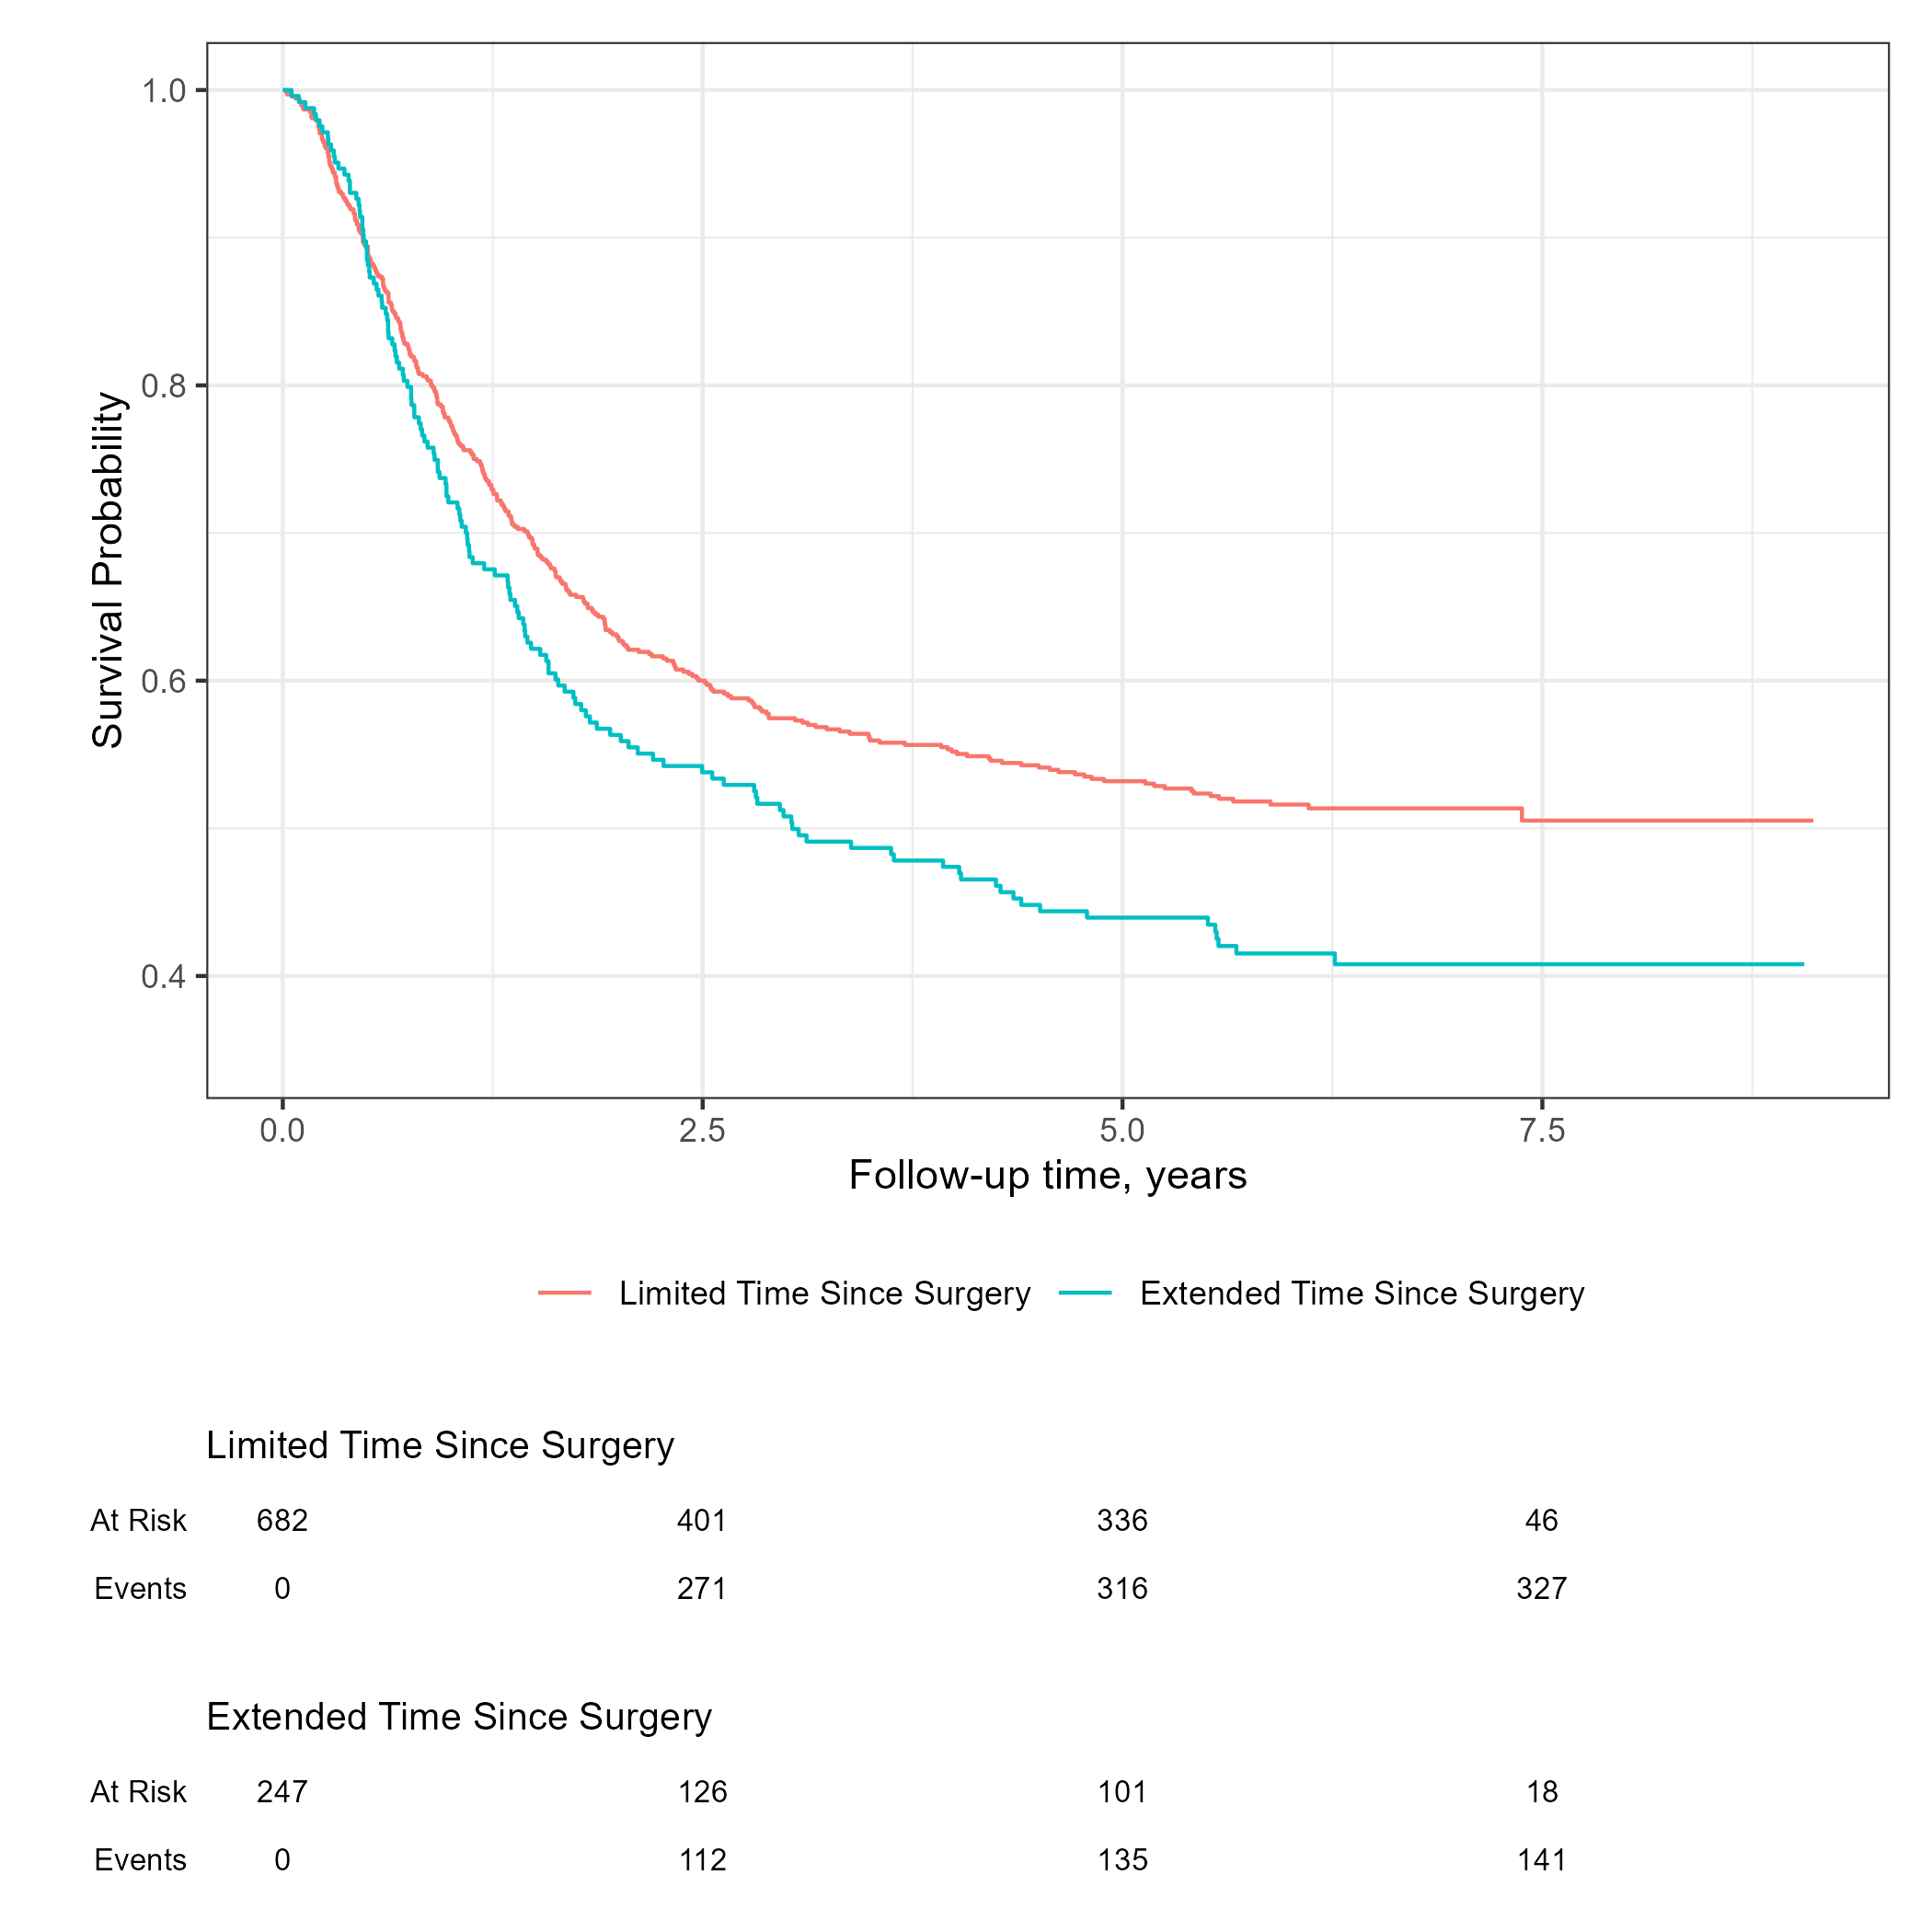 1.0
0.8
0.6
0.4
Survival Probability
0.0 2.5 5.0 7.5
Follow-up time, years
Limited Time Since Surgery Extended Time Since Surgery
Limited Time Since Surgery
At Risk 682 401 336 46
Events 0 271 316 327
Extended Time Since Surgery
At Risk 247 126 101 18
Events 0 112 135 141